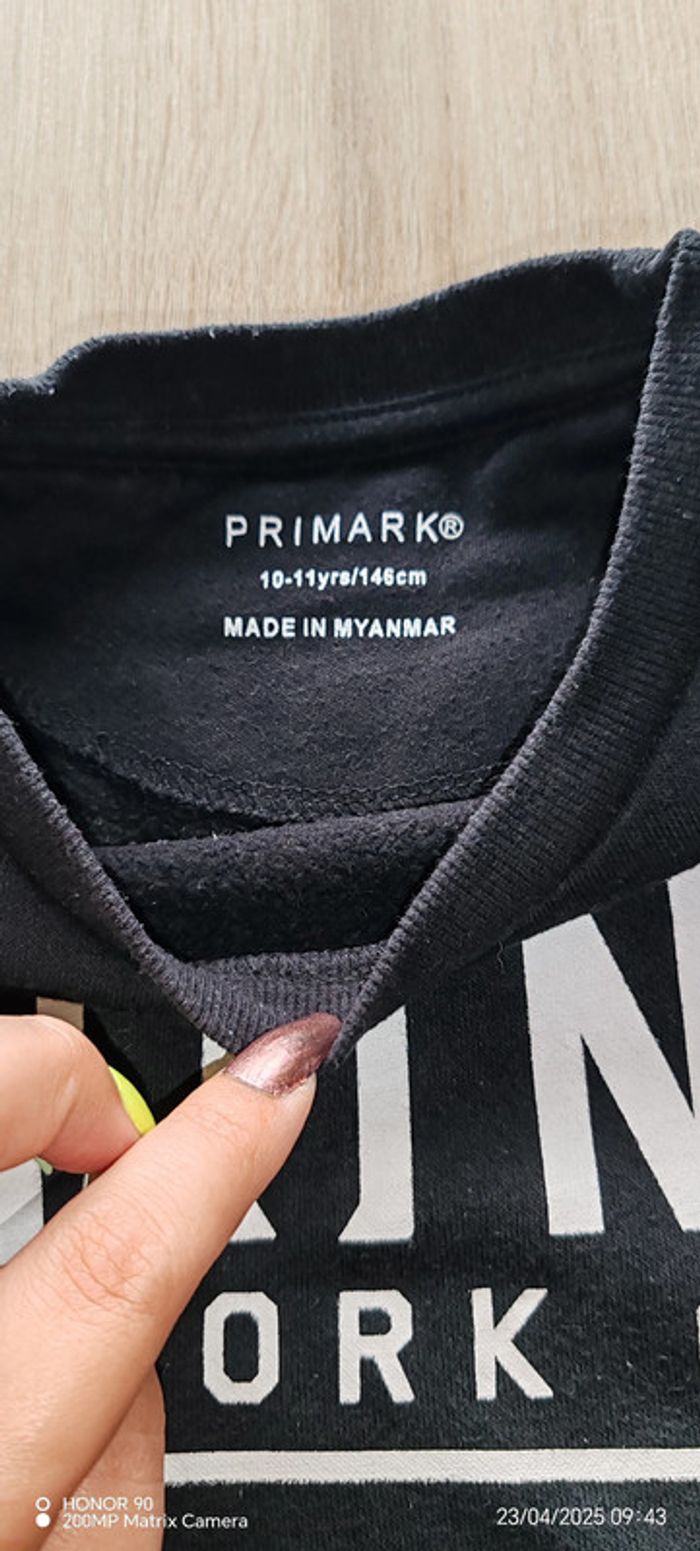 PRIMARK®
10-11yrs/146cm
MADE IN MYANMAR
ORK
HONOR 90
200MP Matrix Camera
23/04/2025 09:43